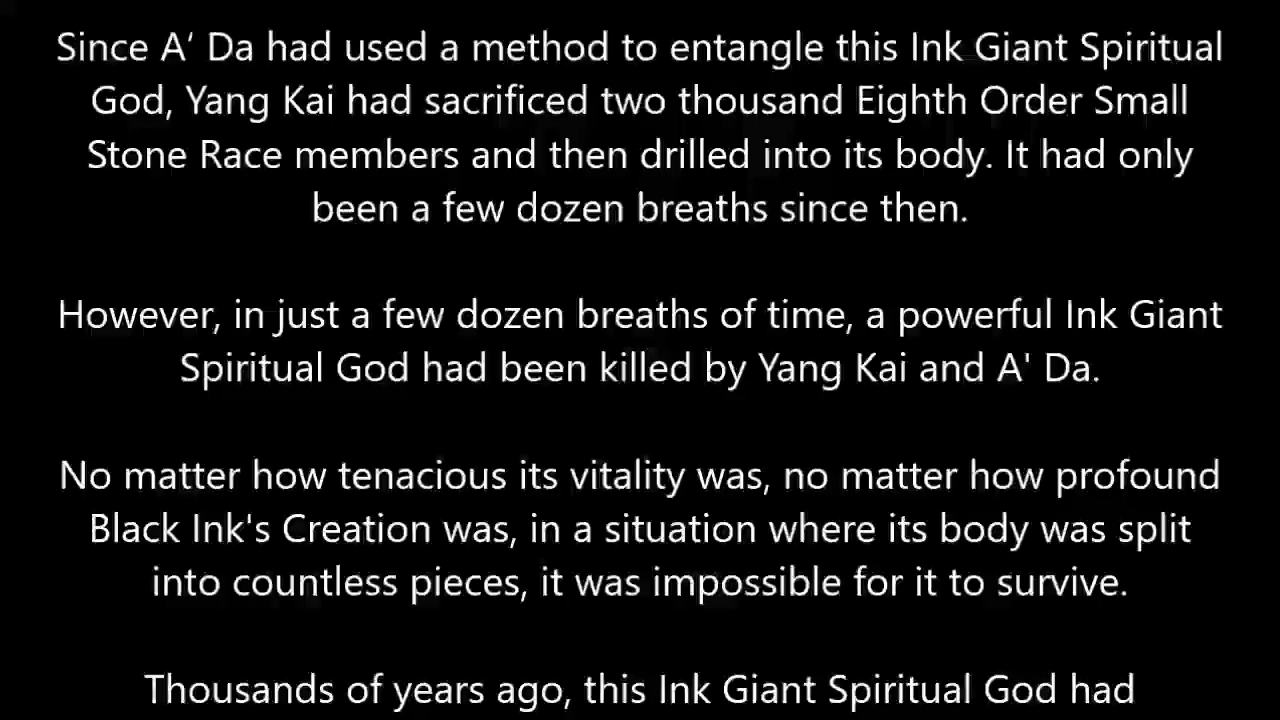 Since A‘ Da had used a method to entangle this Ink Giant Spiritual
God, Yang Kai had sacrificed two thousand Eighth Order Small
Stone Race members and then drilled into its body. It had only
been a few dozen breaths since then.
However, in just a few dozen breaths of time, a powerful Ink Giant
Spiritual God had been killed by Yang Kai and A' Da.
No matter how tenacious its vitality was, no matter how profound
Black Ink's Creation was, in a situation where its body was split
into countless pieces, it was impossible for it to survive.
Thousands of years ago, this Ink Giant Spiritual God had